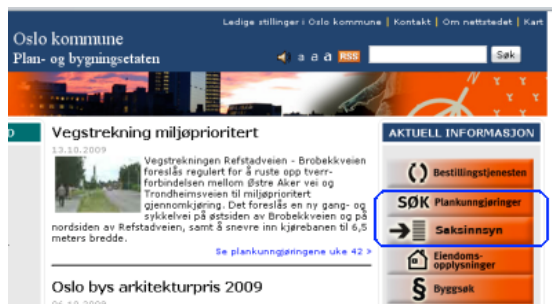 Ledige stillinger i Oslo kommune | Kontakt | Om nettstedet | Kart
Oslo kommune
Plan- og bygningsetaten
a a a RSS Søk
Vegstrekning miljøprioritert
13.10.2009
Vegstrekningen Refstadveien - Brobekkveien
foreslås regulert for å ruste opp tverr-
forbindelsen mellom Østre Aker vei og
Trondheimsveien til miljøprioritert
gjennomkjøring. Det foreslås en ny gang- og
sykkelvei på østsiden av Brobekkveien og på
nordsiden av Refstadveien, samt å snevre inn kjørebanen til 6,5
meters bredde.
Se plankunngjøringene uke 42 >
Oslo bys arkitekturpris 2009
06.10.2009
AKTUELL INFORMASJON
Bestillingstjenesten
SØK Plankunngjøringer
Saksinnsyn
Eiendoms-
opplysninger
§ Byggsøk